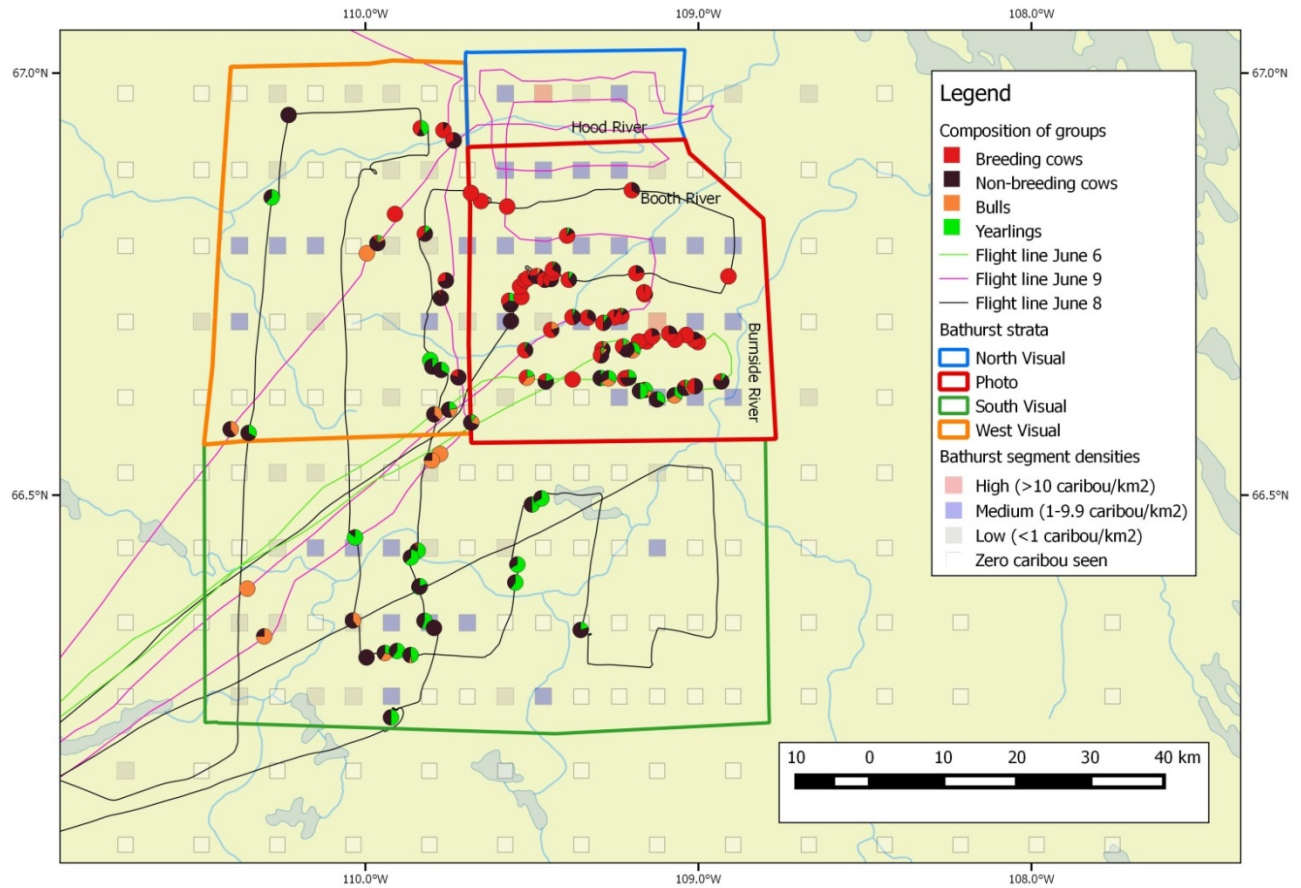 110.0°W 109.0°W 108.0°W
67.0°N 67.0°N
Hood River
Booth River
Burnside River
66.5°N 66.5°N
Legend
Composition of groups
Breeding cows
Non-breeding cows
Bulls
Yearlings
Flight line June 6
Flight line June 9
Flight line June 8
Bathurst strata
North Visual
Photo
South Visual
West Visual
Bathurst segment densities
High (>10 caribou/km2)
Medium (1-9.9 caribou/km2)
Low (<1 caribou/km2)
Zero caribou seen
10 0 10 20 30 40 km
110.0°W 109.0°W 108.0°W